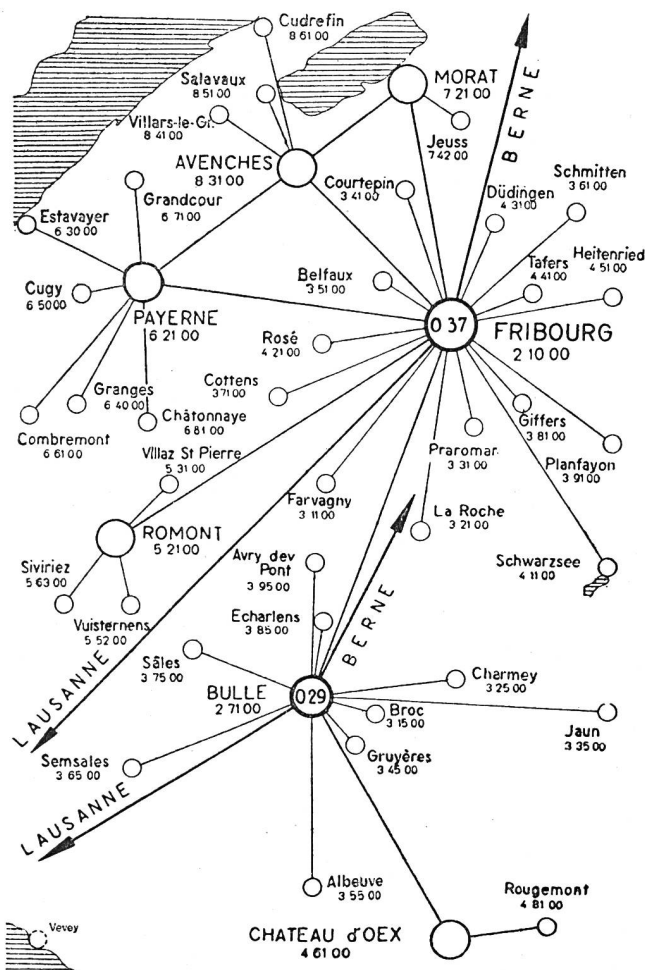 Cudrefin
8 61 00
Salavaux
8 51 00
MORAT
7 21 00
BERNE
Villars-le-Gr.
8 41 00
Jeuss
7 42 00
AVENCHES
8 31 00
Courtepin
3 41 00
Schmitten
3 61 00
Düdingen
4 31 00
Grandcour
6 71 00
Estavayer
6 30 00
Tafers
4 41 00
Heitenried
4 51 00
Belfaux
3 51 00
Cugy
6 50 00
PAYERNE
6 21 00
037
FRIBOURG
2 10 00
Rosé
4 21 00
Cottens
3 71 00
Granges
6 40 00
Châtonnaye
6 81 00
Combremont
6 61 00
Giffers
3 81 00
Praroman
3 31 00
Planfayon
3 91 00
Villaz St Pierre
5 31 00
Farvagny
3 11 00
La Roche
3 21 00
ROMONT
5 21 00
Schwarzsee
4 11 00
Siviriez
5 63 00
Avry dev
Pont
3 95 00
Vuisternens
5 52 00
Echarlens
3 85 00
BERNE
Sâles
3 75 00
LAUSANNE
BULLE
2 71 00
029
Charmey
3 25 00
Broc
3 15 00
Jaun
3 35 00
Gruyères
3 45 00
Semsales
3 65 00
LAUSANNE
Albeuve
3 55 00
Rougemont
4 81 00
CHATEAU d'OEX
4 61 00
Vevey